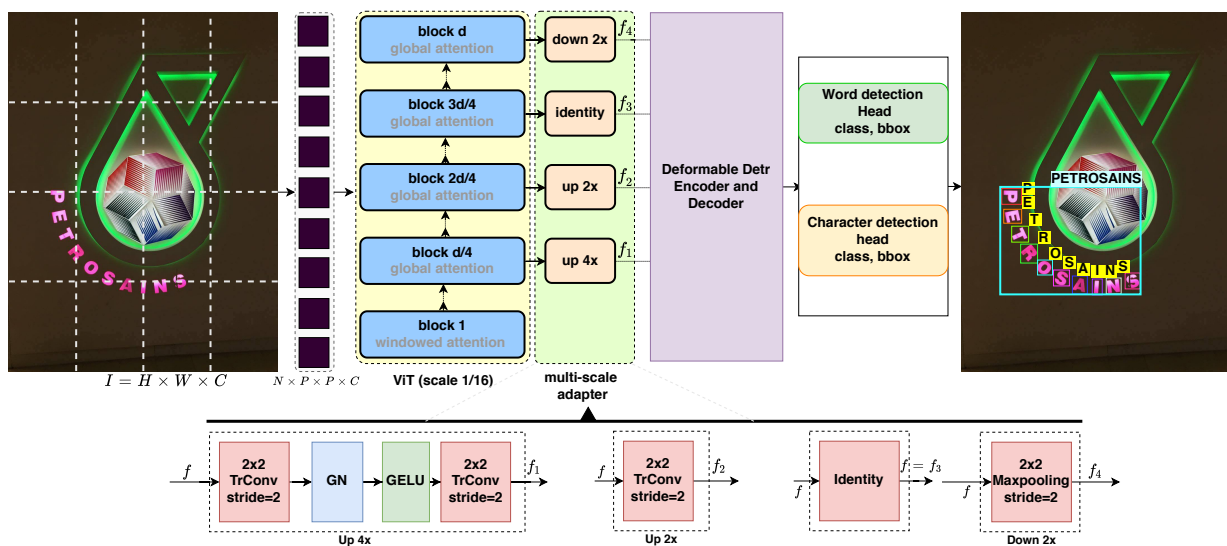 PETROSAINS
I = H × W × C
N × P × P × C
block d
global attention
block 3d/4
global attention
block 2d/4
global attention
block d/4
global attention
block 1
windowed attention
ViT (scale 1/16)
down 2x
identity
up 2x
up 4x
multi-scale
adapter
f4
f3
f2
f1
Deformable Detr
Encoder and
Decoder
Word detection
Head
class, bbox
Character detection
head
class, bbox
PETROSAINS
PETROSAINS
PETROSAINS
f
2x2
TrConv
stride=2
GN
GELU
2x2
TrConv
stride=2
f1
Up 4x
f
2x2
TrConv
stride=2
f2
Up 2x
f
Identity
f = f3
f
2x2
Maxpooling
stride=2
f4
Down 2x